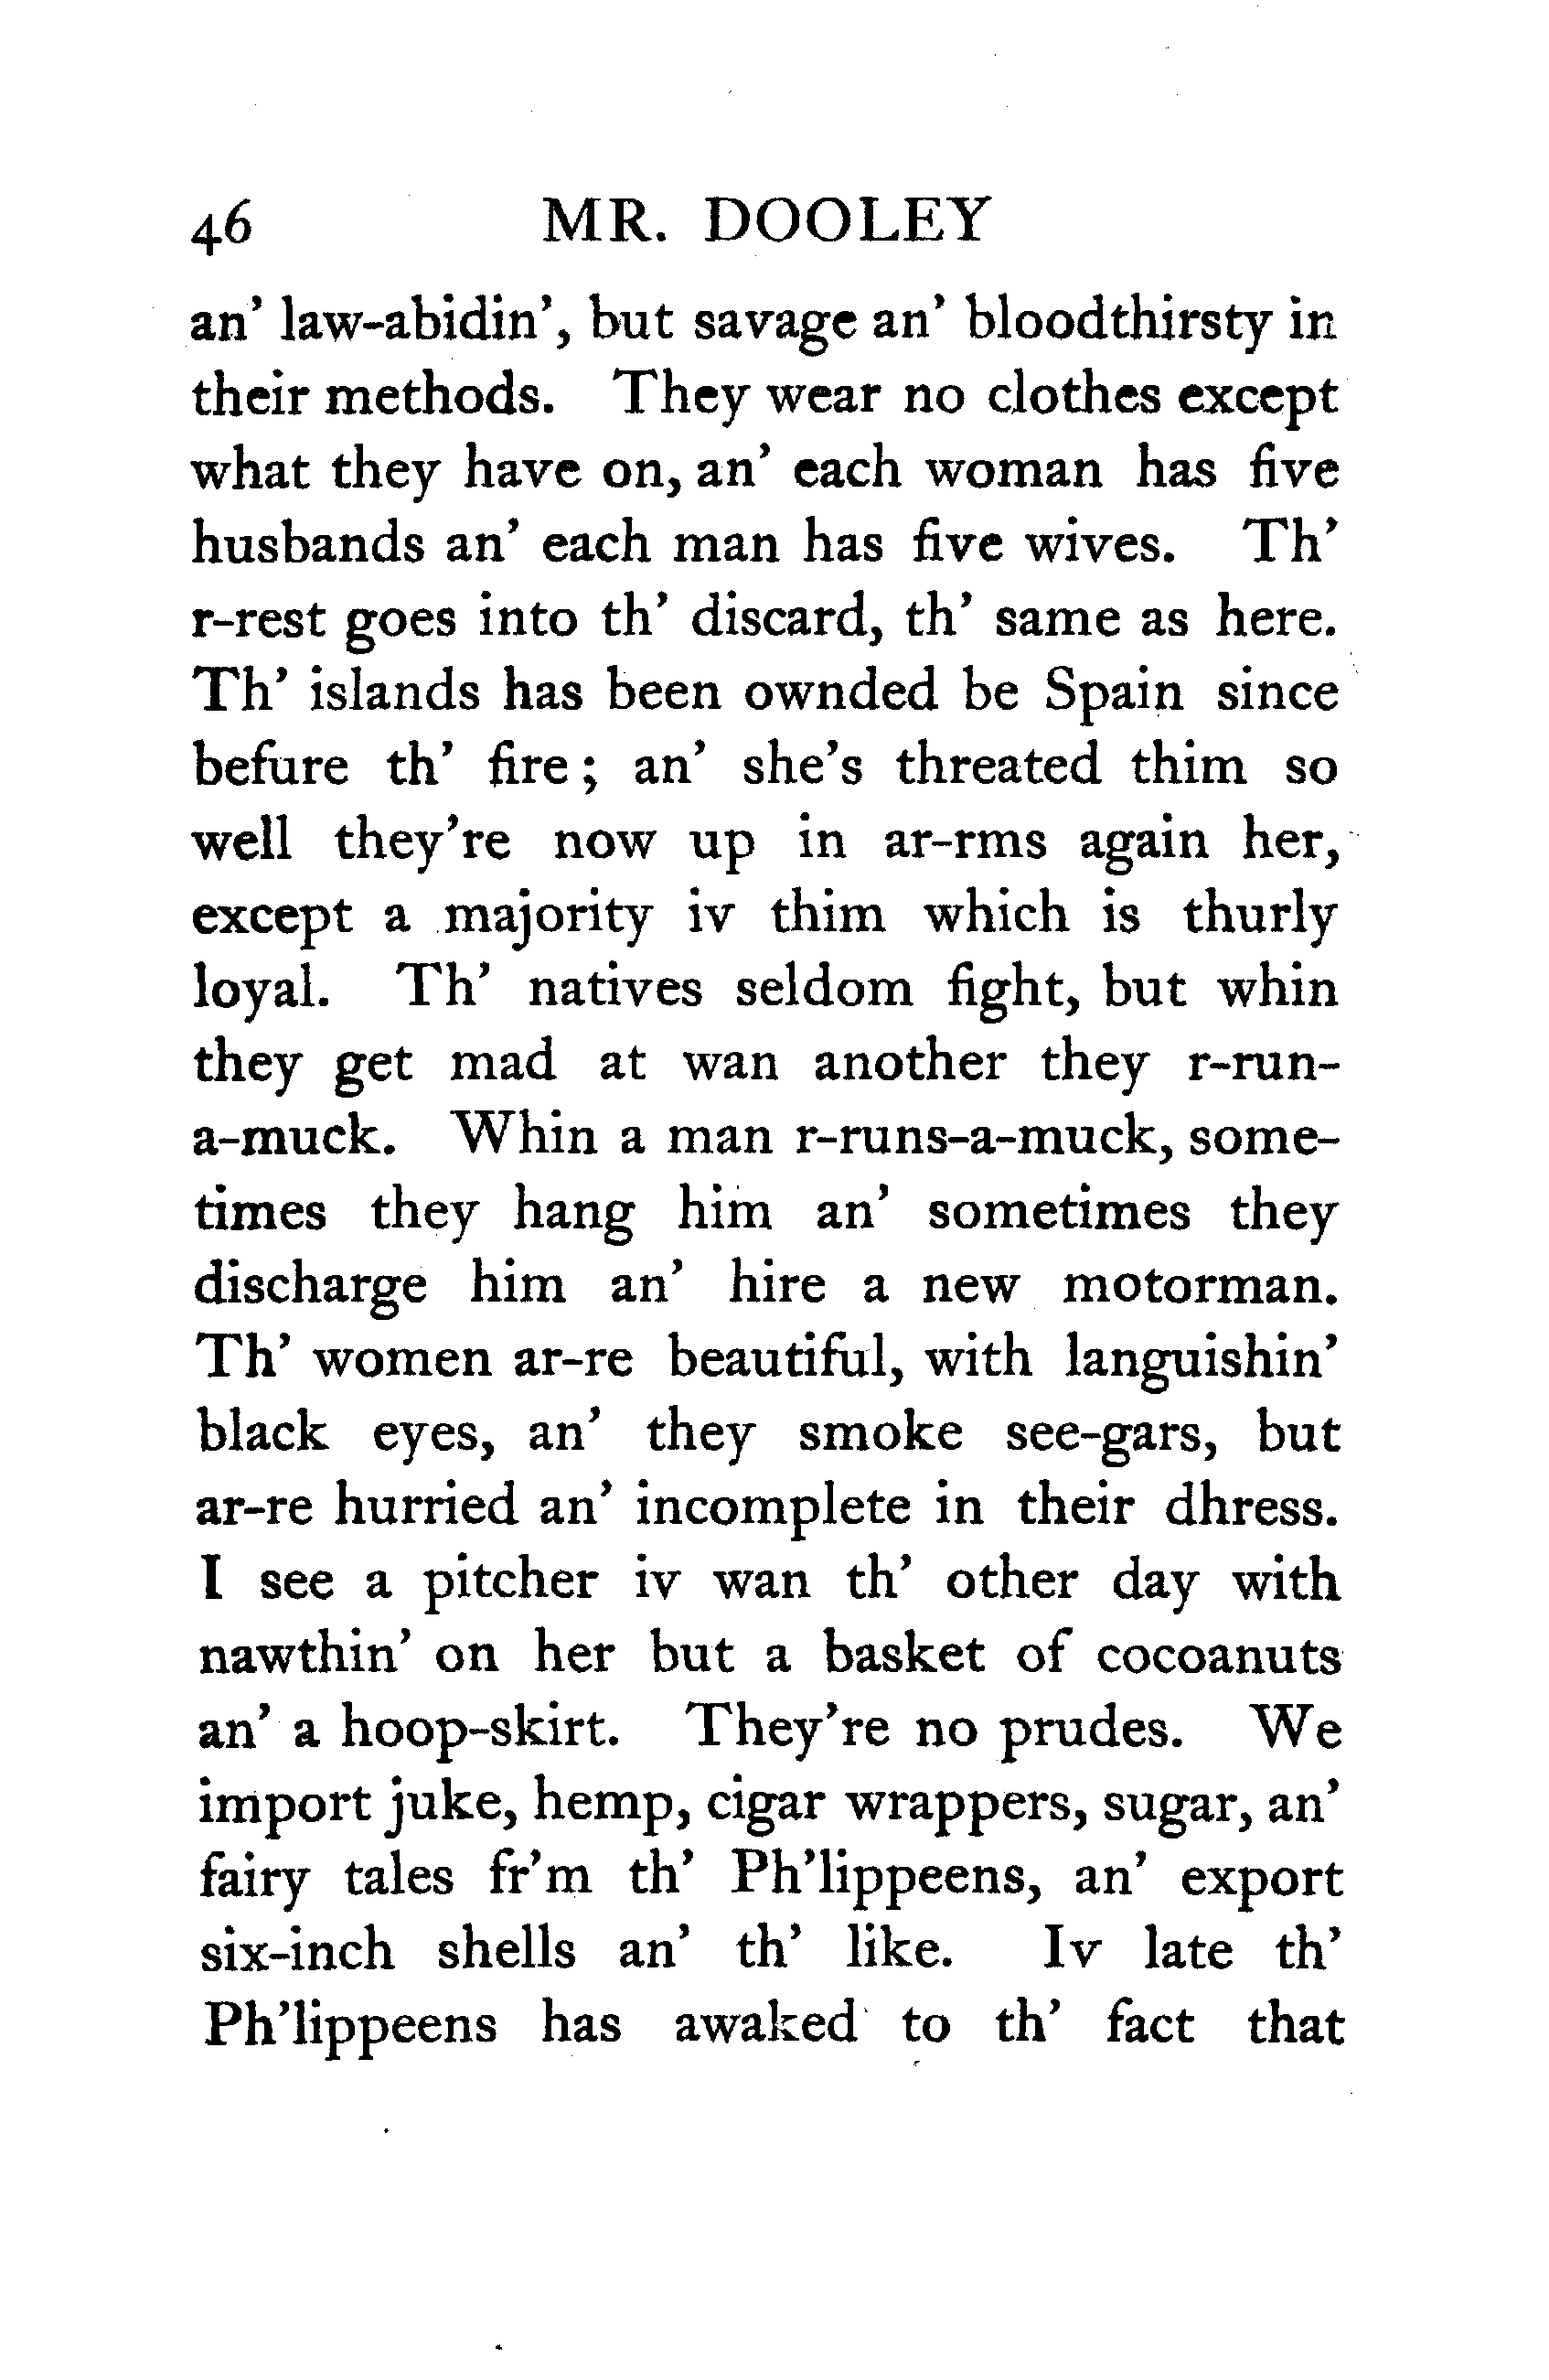 46 MR. DOOLEY
an' law-abidin', but savage an' bloodthirsty in
their methods. They wear no clothes except
what they have on, an' each woman has five
husbands an' each man has five wives. Th'
r-rest goes into th' discard, th' same as here.
Th' islands has been ownded be Spain since
befure th' fire; an' she's threated thim so
well they're now up in ar-rms again her,
except a majority iv thim which is thurly
loyal. Th' natives seldom fight, but whin
they get mad at wan another they r-run-
a-muck. Whin a man r-runs-a-muck, some-
times they hang him an' sometimes they
discharge him an' hire a new motorman.
Th' women ar-re beautiful, with languishin'
black eyes, an' they smoke see-gars, but
ar-re hurried an' incomplete in their dhress.
I see a pitcher iv wan th' other day with
nawthin' on her but a basket of cocoanuts
an' a hoop-skirt. They're no prudes. We
import juke, hemp, cigar wrappers, sugar, an'
fairy tales fr'm th' Ph'lippeens, an' export
six-inch shells an' th' like. Iv late th'
Ph'lippeens has awaked to th' fact that